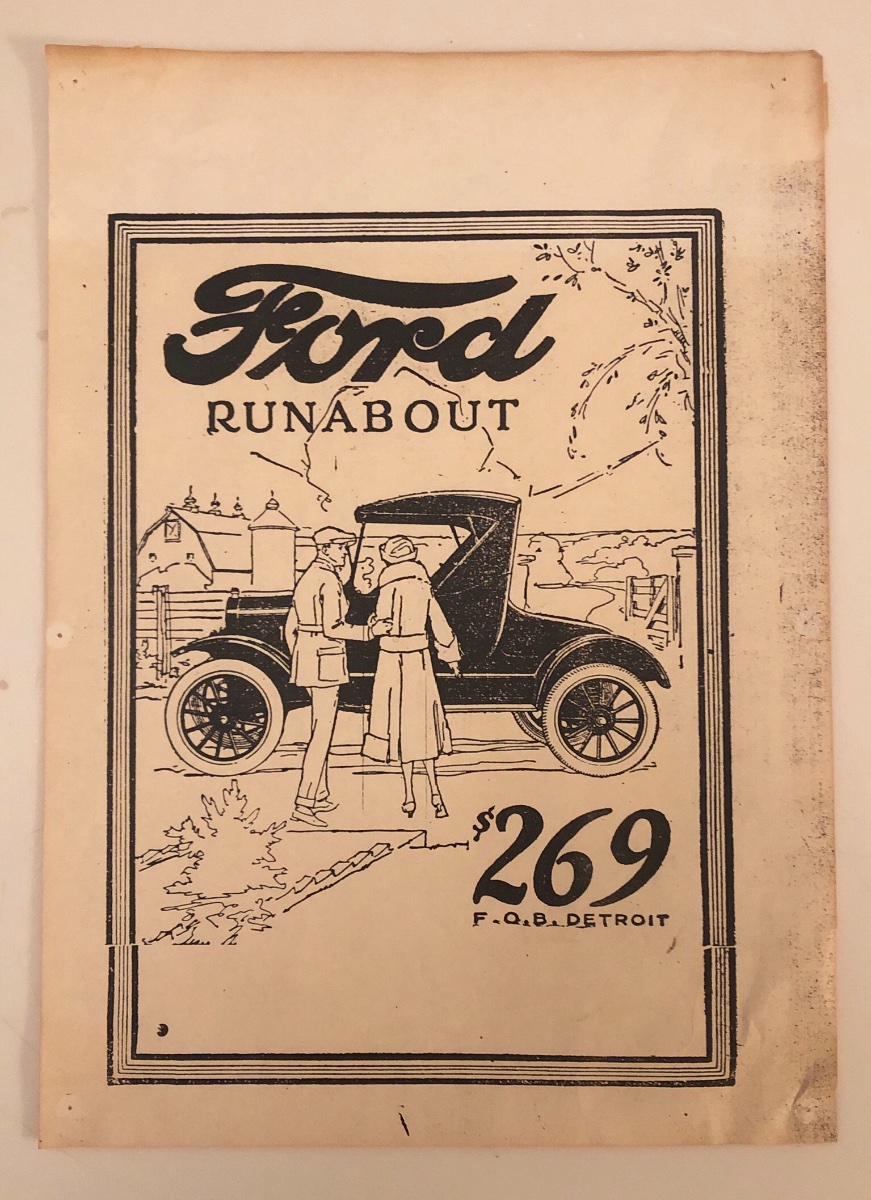 Ford
RUNABOUT
$269
F.O.B. DETROIT